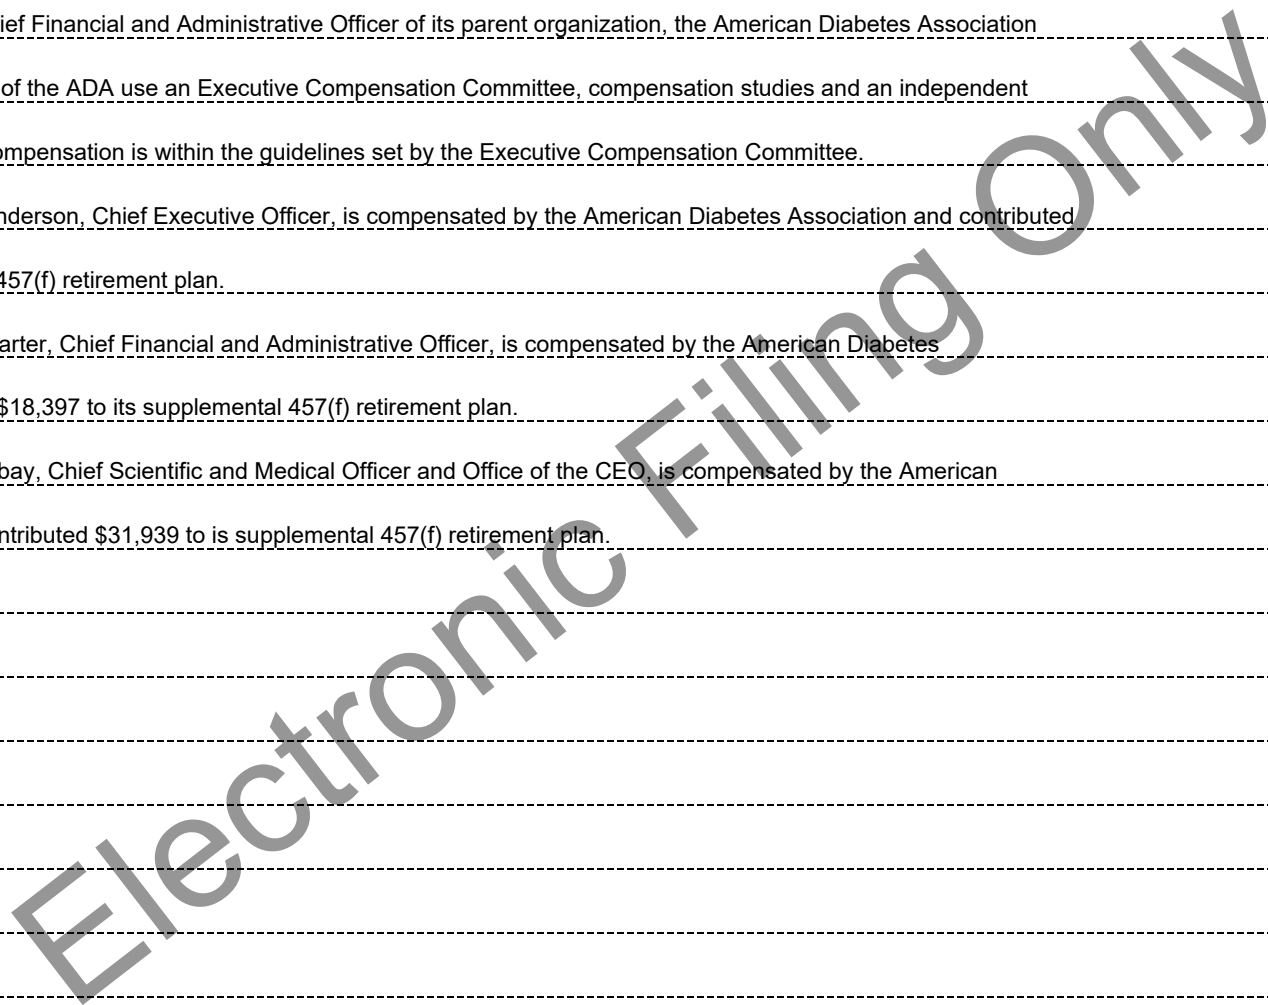 ief Financial and Administrative Officer of its parent organization, the American Diabetes Association
of the ADA use an Executive Compensation Committee, compensation studies and an independent
ompensation is within the guidelines set by the Executive Compensation Committee.
nderson, Chief Executive Officer, is compensated by the American Diabetes Association and contributed
457(f) retirement plan.
arter, Chief Financial and Administrative Officer, is compensated by the American Diabetes
$18,397 to its supplemental 457(f) retirement plan.
bay, Chief Scientific and Medical Officer and Office of the CEO, is compensated by the American
ntributed $31,939 to is supplemental 457(f) retirement plan.
Electronic Filing Only